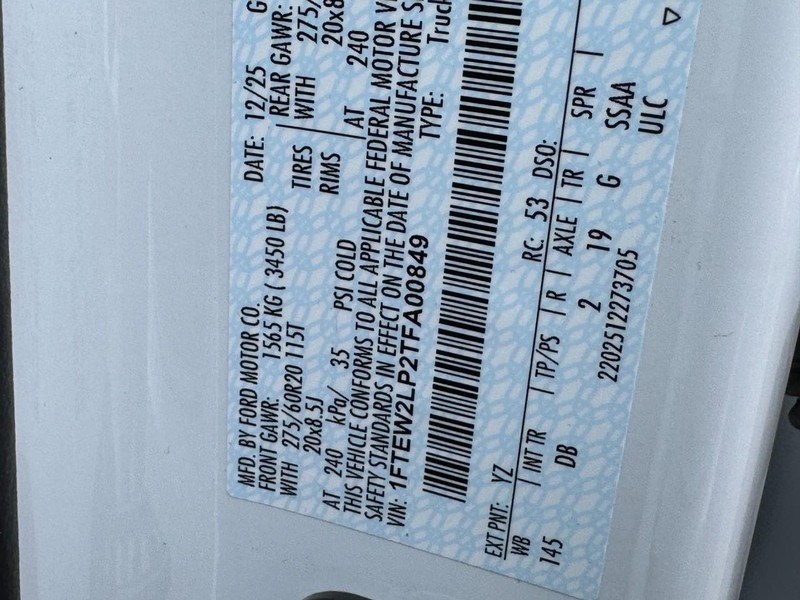 MFD. BY FORD MOTOR CO. DATE: 12/25 G
FRONT GAWR: 1565 KG ( 3450 LB) REAR GAWR:
WITH 275/60R20 115T TIRES WITH 275/
20x8.5J RIMS 20x8
AT 240 kPa/ 35 PSI COLD AT 240
THIS VEHICLE CONFORMS TO ALL APPLICABLE FEDERAL MOTOR V
SAFETY STANDARDS IN EFFECT ON THE DATE OF MANUFACTURE S
VIN: 1FTEW2LP2TFA00849 TYPE: Truck
EXT PNT: YZ RC: 53 DSO:
WB | INT TR | TP/PS | R | AXLE | TR | SPR |
145 DB 2 19 G SSAA
2202512273705 ULC